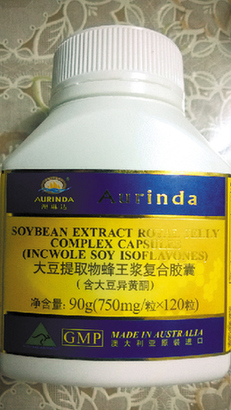 AURINDA
Aurinda
SOYBEAN EXTRACT ROYAL JELLY
COMPLEX CAPSULES
(INCWOLE SOY ISOFLAVONES)
大豆提取物蜂王浆复合胶囊
(含大豆异黄酮)
净含量:90g(750mg/粒×120粒)
GMP
MADE IN AUSTRALIA
澳大利亚原装进口